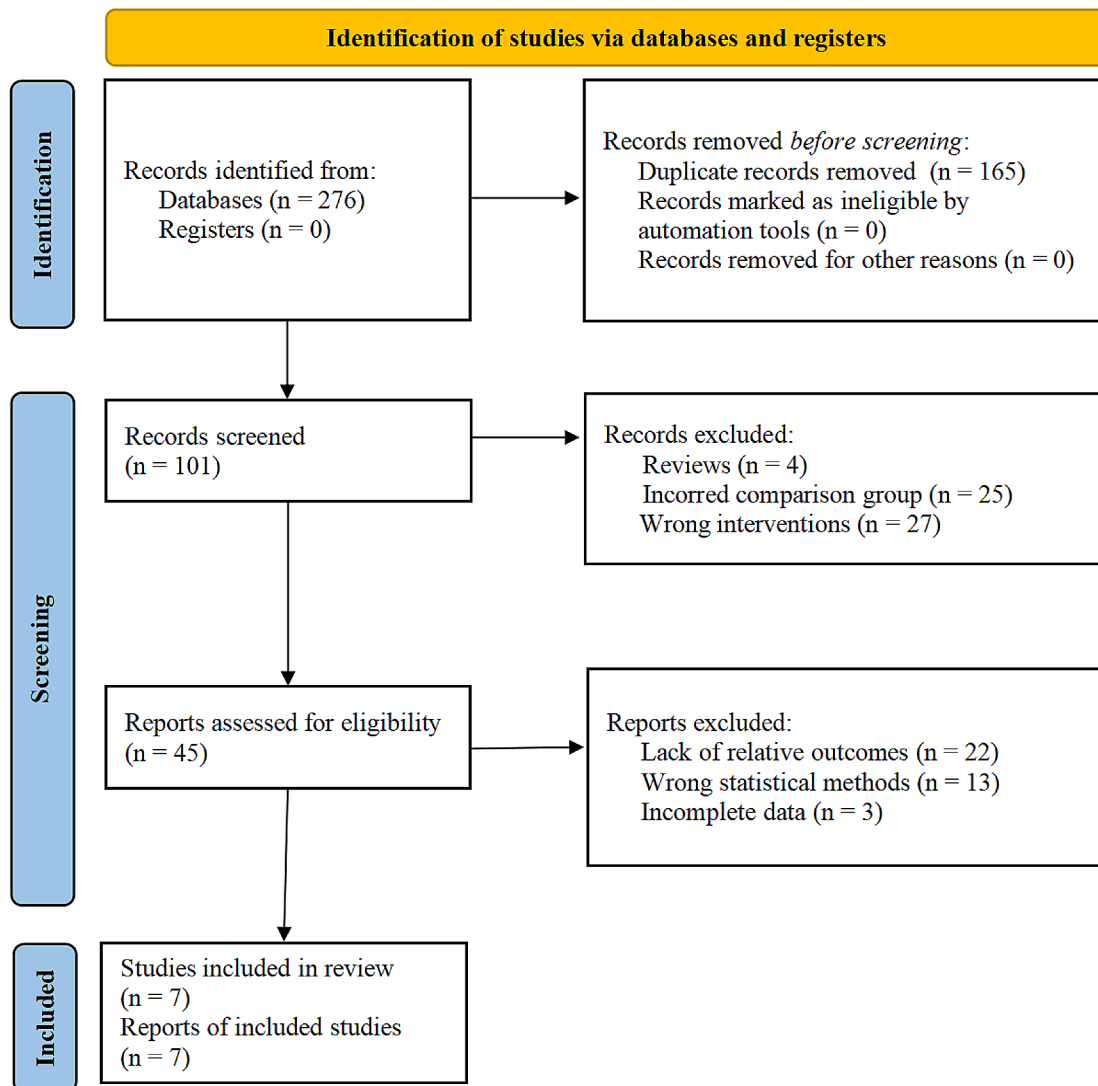 Identification of studies via databases and registers
Identification
Records identified from:
Databases (n = 276)
Registers (n = 0)
Records removed before screening:
Duplicate records removed (n = 165)
Records marked as ineligible by
automation tools (n = 0)
Records removed for other reasons (n = 0)
Screening
Records screened
(n = 101)
Records excluded:
Reviews (n = 4)
Incorred comparison group (n = 25)
Wrong interventions (n = 27)
Reports assessed for eligibility
(n = 45)
Reports excluded:
Lack of relative outcomes (n = 22)
Wrong statistical methods (n = 13)
Incomplete data (n = 3)
Included
Studies included in review
(n = 7)
Reports of included studies
(n = 7)